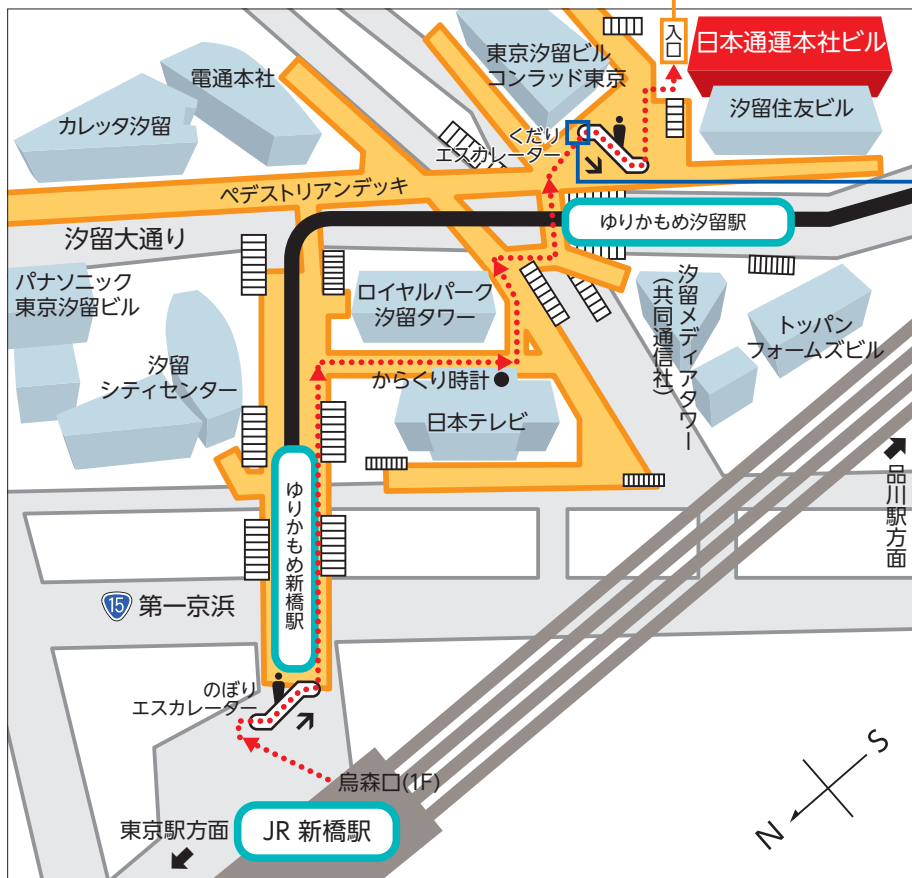 入口
日本通運本社ビル
東京汐留ビル
コンラッド東京
電通本社
カレッタ汐留
汐留住友ビル
くだり
エスカレーター
ペデストリアンデッキ
ゆりかもめ汐留駅
汐留大通り
パナソニック
東京汐留ビル
ロイヤルパーク
汐留タワー
汐留メディアタワー
(共同通信社)
トッパン
フォームズビル
汐留
シティセンター
からくり時計
日本テレビ
品川駅方面
ゆりかもめ新橋駅
15 第一京浜
のぼり
エスカレーター
烏森口(1F)
JR 新橋駅
東京駅方面
S
N